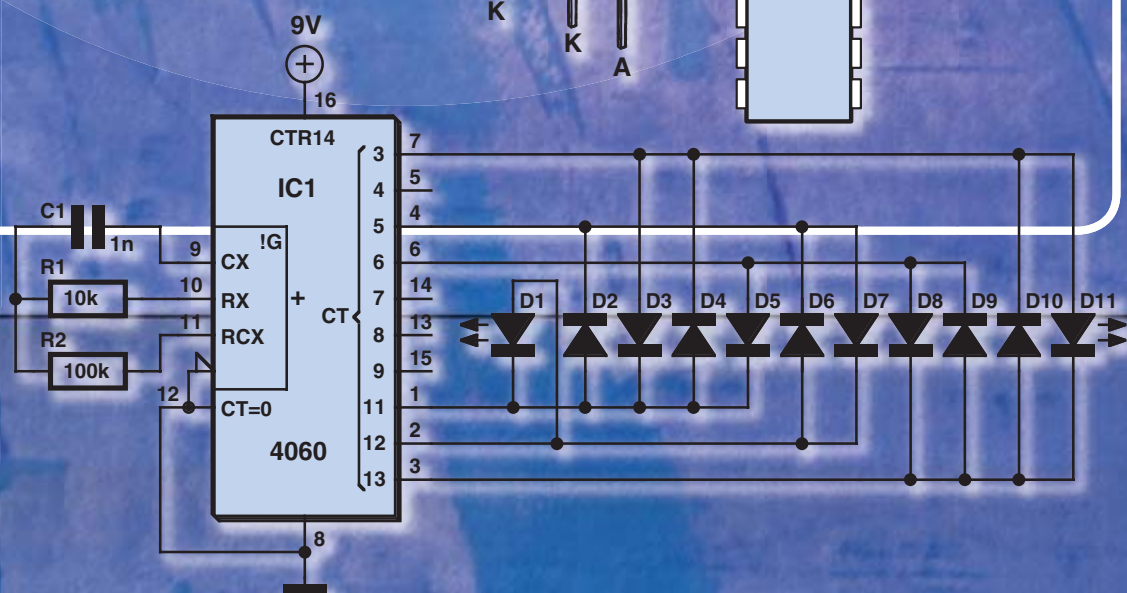 K
K
A
9V
16
CTR14
IC1
!G
CX
RX
RCX
+
CT
CT=0
4060
3 7
4 5
5 4
6 6
7 14
8 13
9 15
11 1
12 2
13 3
C1
1n
9
R1
10k
10
11
R2
100k
12
8
D1 D2 D3 D4 D5 D6 D7 D8 D9 D10 D11